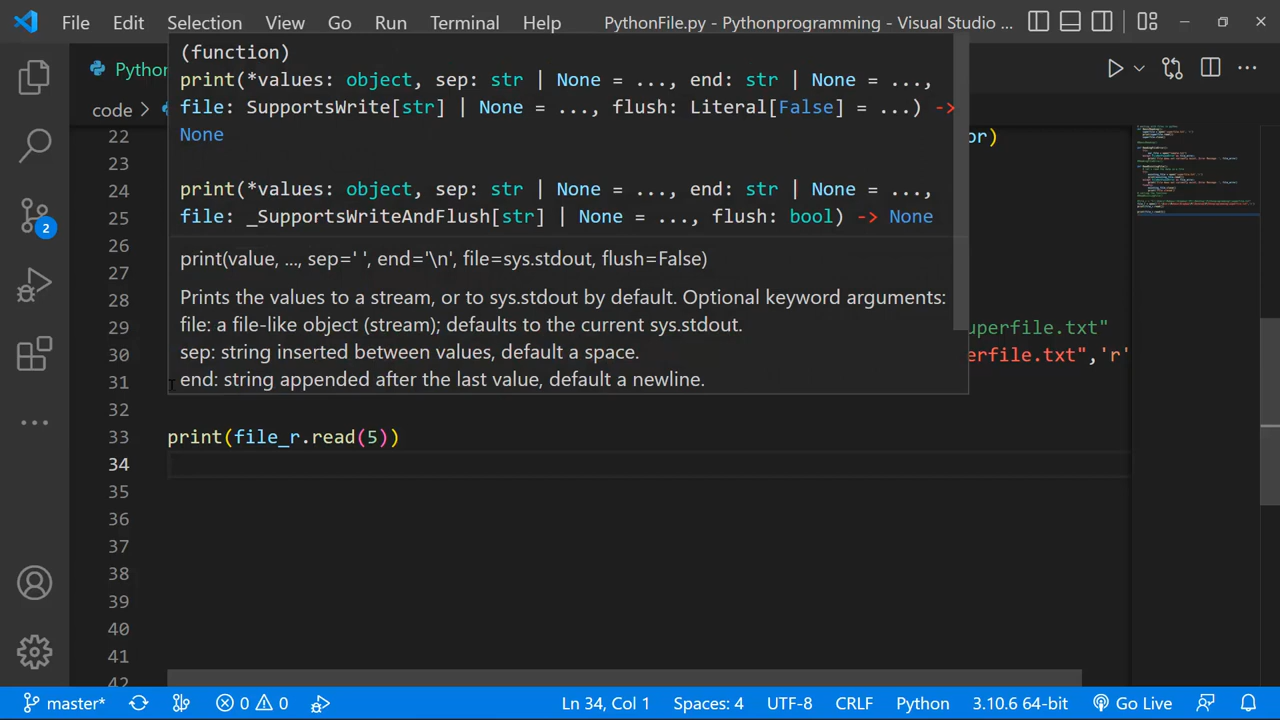 File Edit Selection View Go Run Terminal Help PythonFile.py - Pythonprogramming - Visual Studio ...
Python
code >
(function)
print(*values: object, sep: str | None = ..., end: str | None = ...,
file: SupportsWrite[str] | None = ..., flush: Literal[False] = ...) ->
None
print(*values: object, sep: str | None = ..., end: str | None = ...,
file: _SupportsWriteAndFlush[str] | None = ..., flush: bool) -> None
print(value, ..., sep=' ', end='\n', file=sys.stdout, flush=False)
Prints the values to a stream, or to sys.stdout by default. Optional keyword arguments:
file: a file-like object (stream); defaults to the current sys.stdout.
sep: string inserted between values, default a space.
end: string appended after the last value, default a newline.
22 or)
23
24
25
26
27
28
29 uperfile.txt"
30 erfile.txt",'r'
31
32
33 print(file_r.read(5))
34
35
36
37
38
39
40
41
42
2
master* 0 0 Ln 34, Col 1 Spaces: 4 UTF-8 CRLF Python 3.10.6 64-bit Go Live